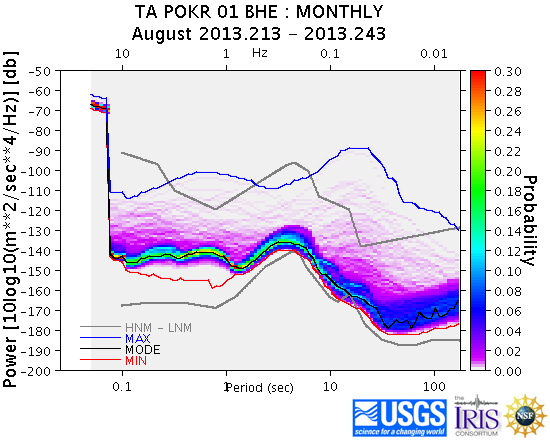 TA POKR 01 BHE : MONTHLY
August 2013.213 - 2013.243
10 1 Hz 0.1 0.01
Power [10log10(m**2/sec**4/Hz)] [db]
-50
-60
-70
-80
-90
-100
-110
-120
-130
-140
-150
-160
-170
-180
-190
-200
HNM - LNM
MAX
MODE
MIN
0.1 1 Period (sec) 10 100
0.30
0.28
0.26
0.24
0.22
0.20
0.18
0.16
0.14
0.12
0.10
0.08
0.06
0.04
0.02
0.00
Probability
USGS
science for a changing world
the
IRIS
CONSORTIUM
NSF